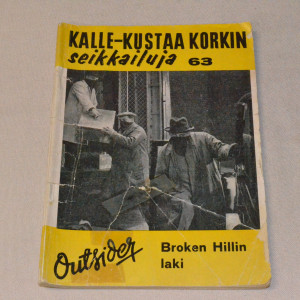 KALLE-KUSTAA KORKIN
seikkailuja 63
Outsider
Broken Hillin
laki